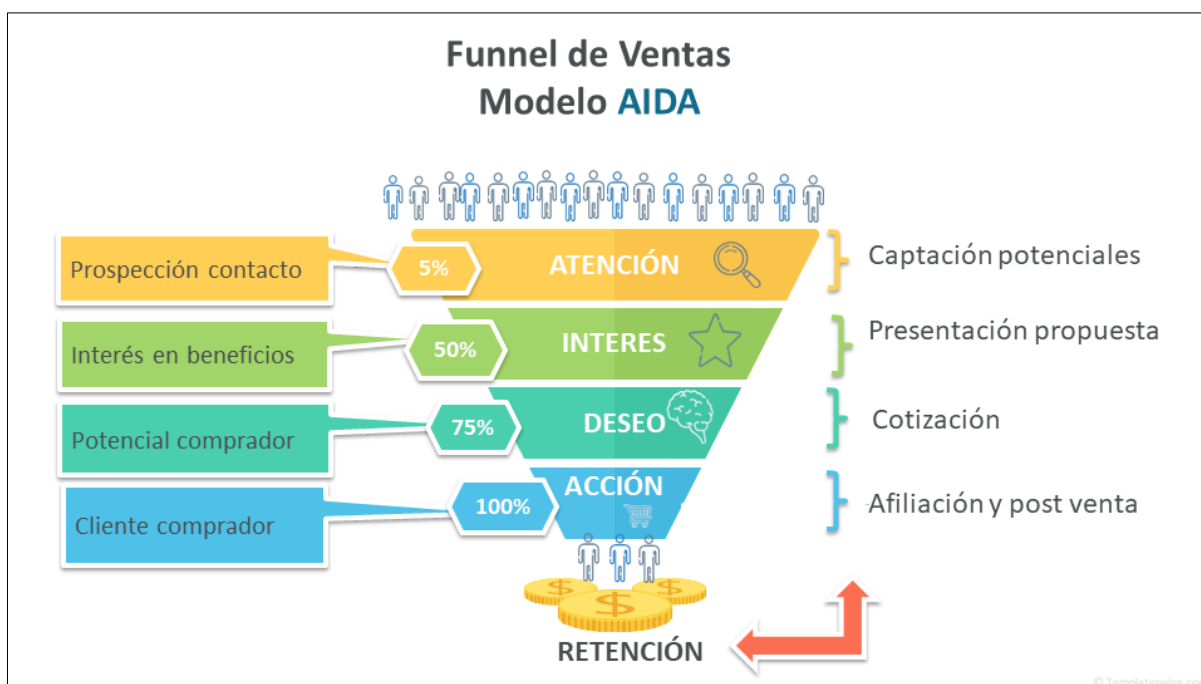 Funnel de Ventas
Modelo AIDA
Prospección contacto
5%
ATENCIÓN
Captación potenciales
Interés en beneficios
50%
INTERES
Presentación propuesta
Potencial comprador
75%
DESEO
Cotización
Cliente comprador
100%
ACCIÓN
Afiliación y post venta
$ $ $
RETENCIÓN